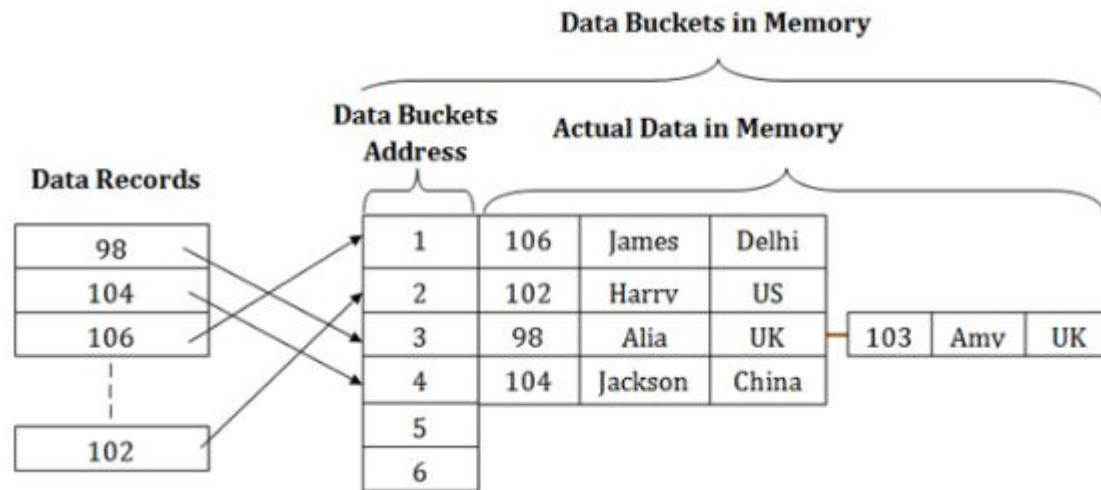 Data Buckets in Memory
Data Buckets
Address
Actual Data in Memory
Data Records
98
104
106
102
1 106 James Delhi
2 102 Harrv US
3 98 Alia UK 103 Amv UK
4 104 Jackson China
5
6